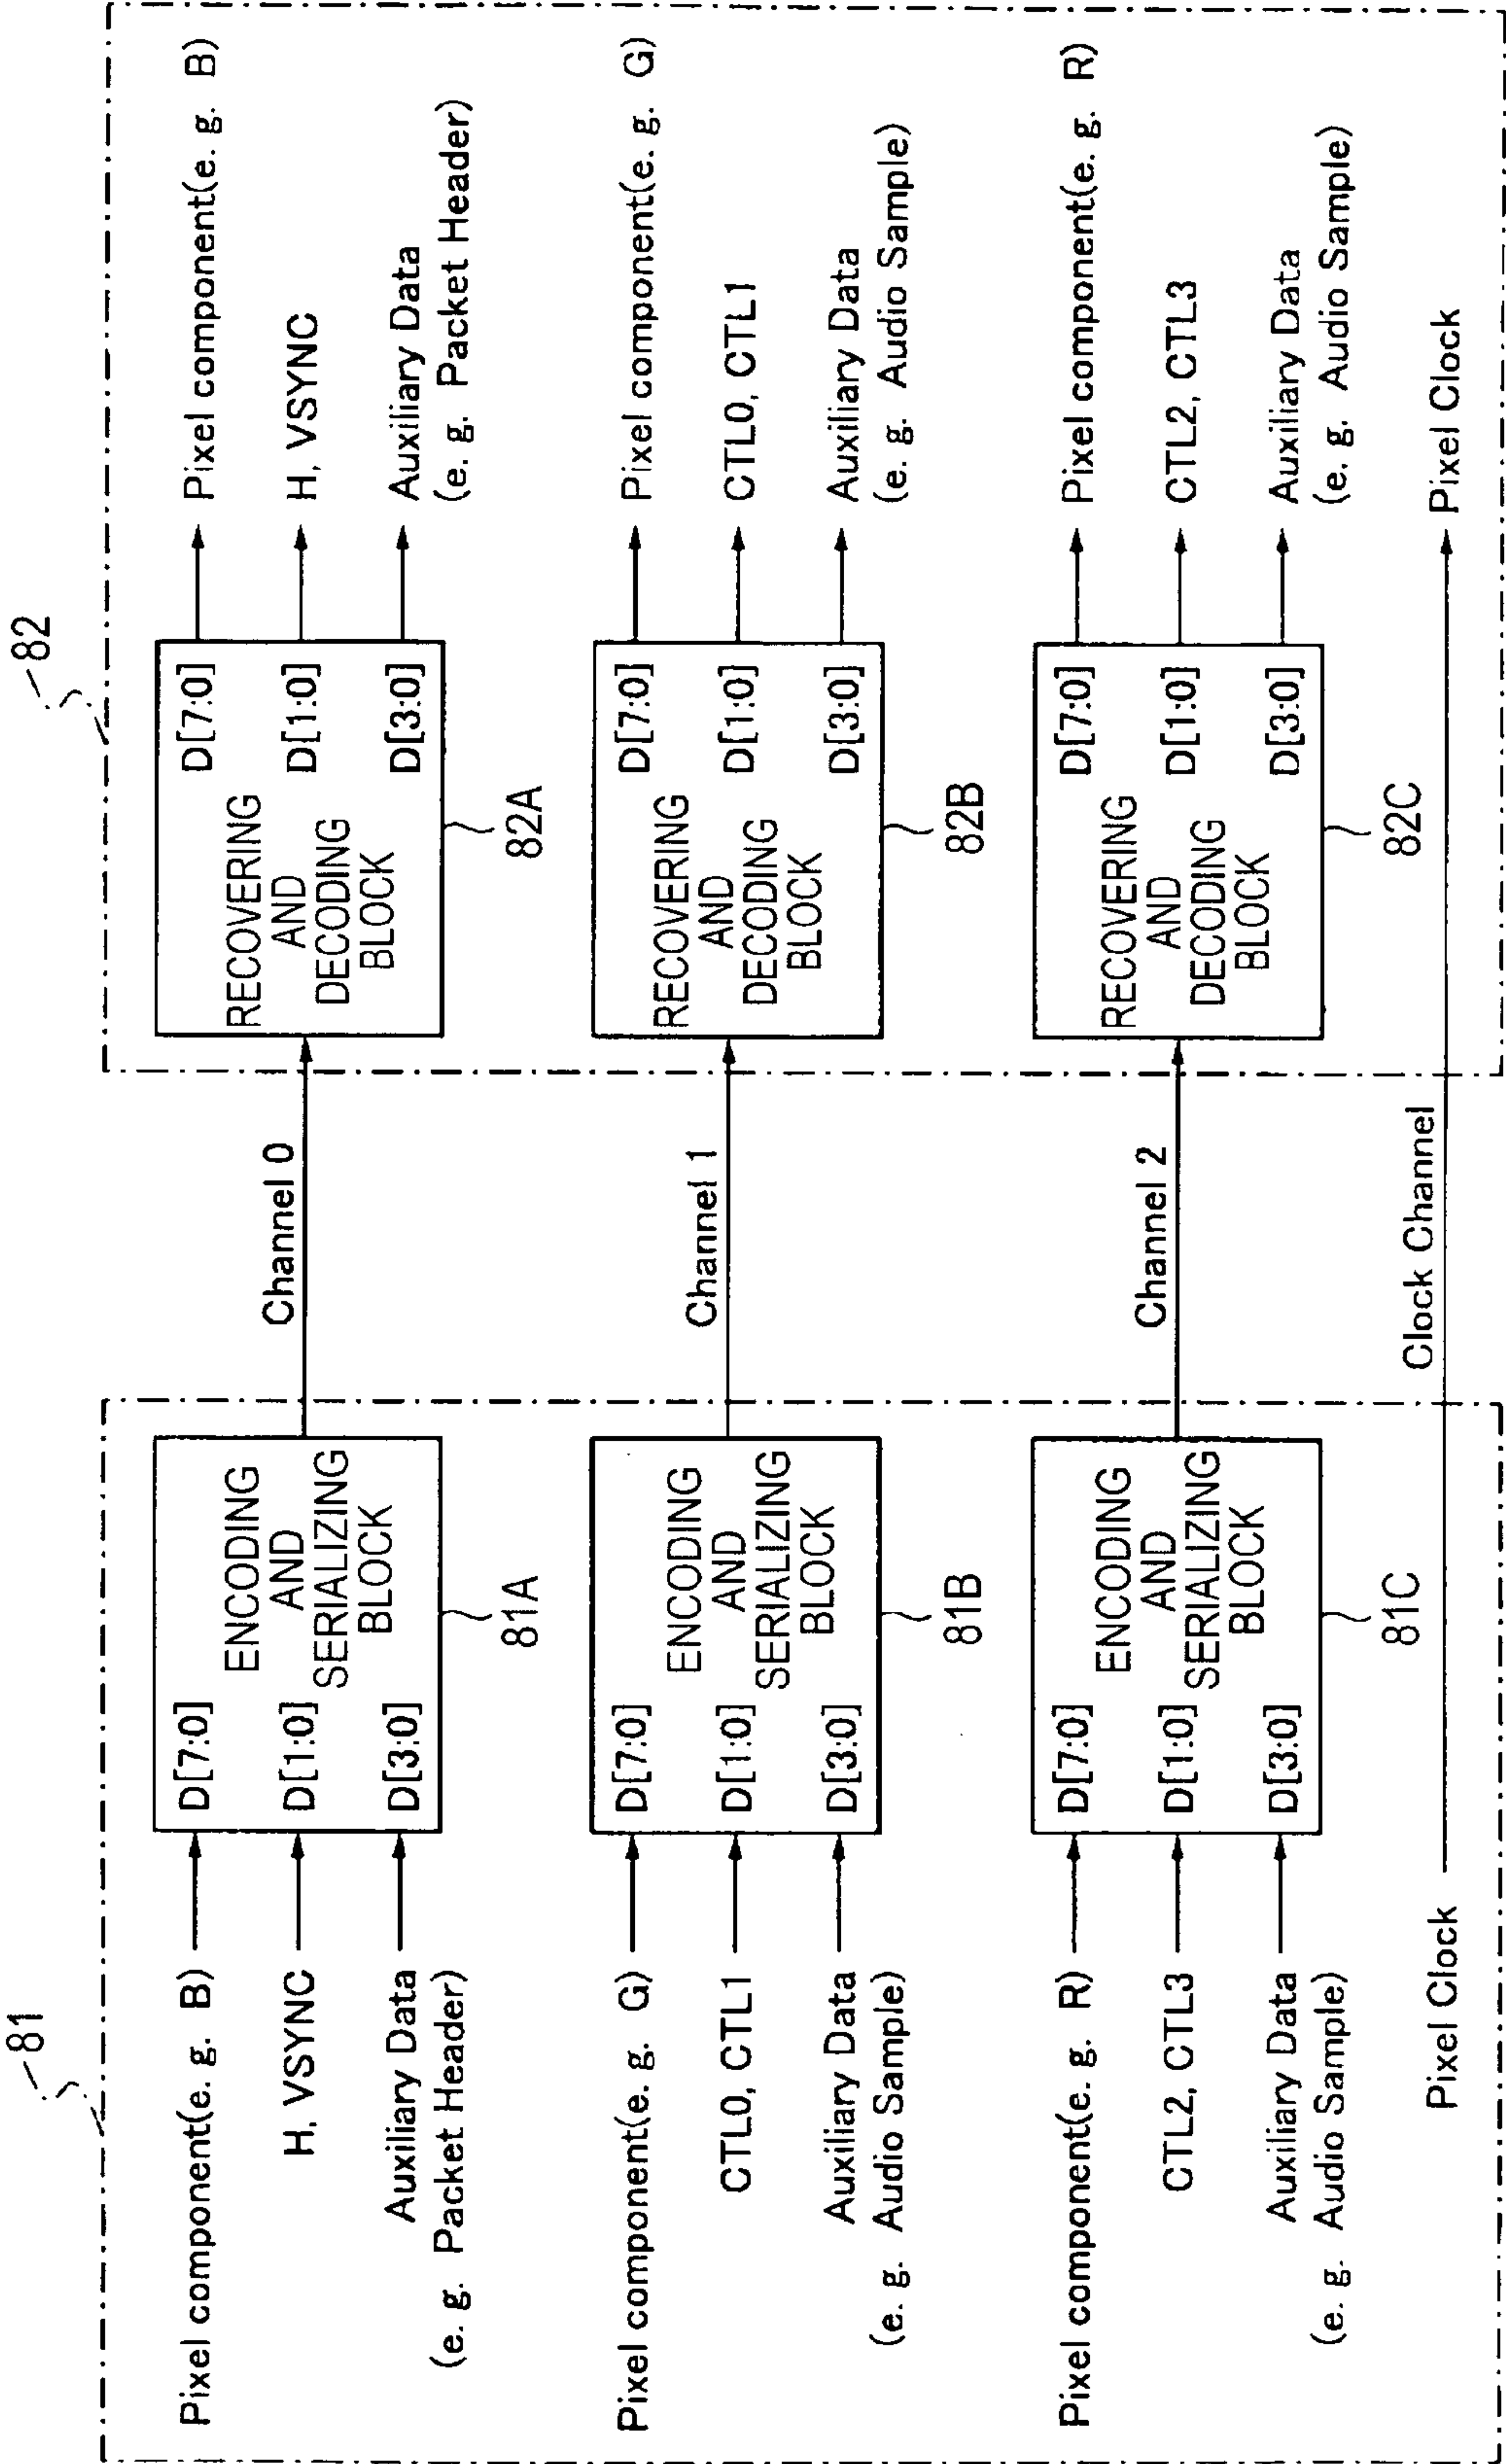 81
Pixel component(e. g. B)
H, VSYNC
Auxiliary Data
(e. g. Packet Header)
D[7:0]
D[1:0]
D[3:0]
ENCODING
AND
SERIALIZING
BLOCK
81A
Pixel component(e. g. G)
CTL0, CTL1
Auxiliary Data
(e. g. Audio Sample)
D[7:0]
D[1:0]
D[3:0]
ENCODING
AND
SERIALIZING
BLOCK
81B
Pixel component(e. g. R)
CTL2, CTL3
Auxiliary Data
(e. g. Audio Sample)
D[7:0]
D[1:0]
D[3:0]
ENCODING
AND
SERIALIZING
BLOCK
81C
Pixel Clock
Channel 0
Channel 1
Channel 2
Clock Channel
82
RECOVERING
AND
DECODING
BLOCK
D[7:0]
D[1:0]
D[3:0]
82A
Pixel component(e. g. B)
H, VSYNC
Auxiliary Data
(e. g. Packet Header)
RECOVERING
AND
DECODING
BLOCK
D[7:0]
D[1:0]
D[3:0]
82B
Pixel component(e. g. G)
CTL0, CTL1
Auxiliary Data
(e. g. Audio Sample)
RECOVERING
AND
DECODING
BLOCK
D[7:0]
D[1:0]
D[3:0]
82C
Pixel component(e. g. R)
CTL2, CTL3
Auxiliary Data
(e. g. Audio Sample)
Pixel Clock